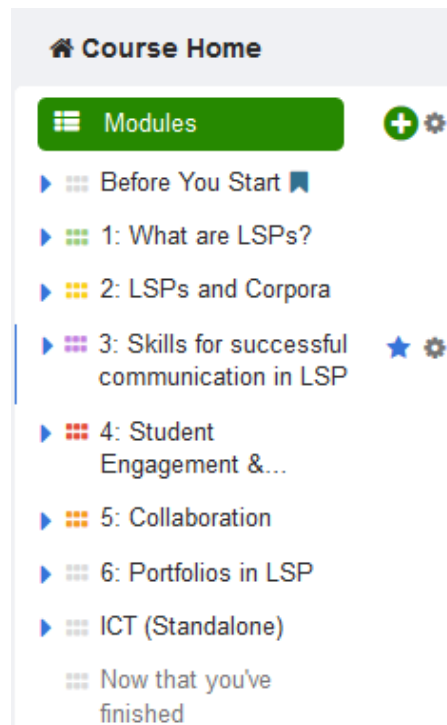 Course Home
Modules
Before You Start
1: What are LSPs?
2: LSPs and Corpora
3: Skills for successful
communication in LSP
4: Student
Engagement &...
5: Collaboration
6: Portfolios in LSP
ICT (Standalone)
Now that you've
finished